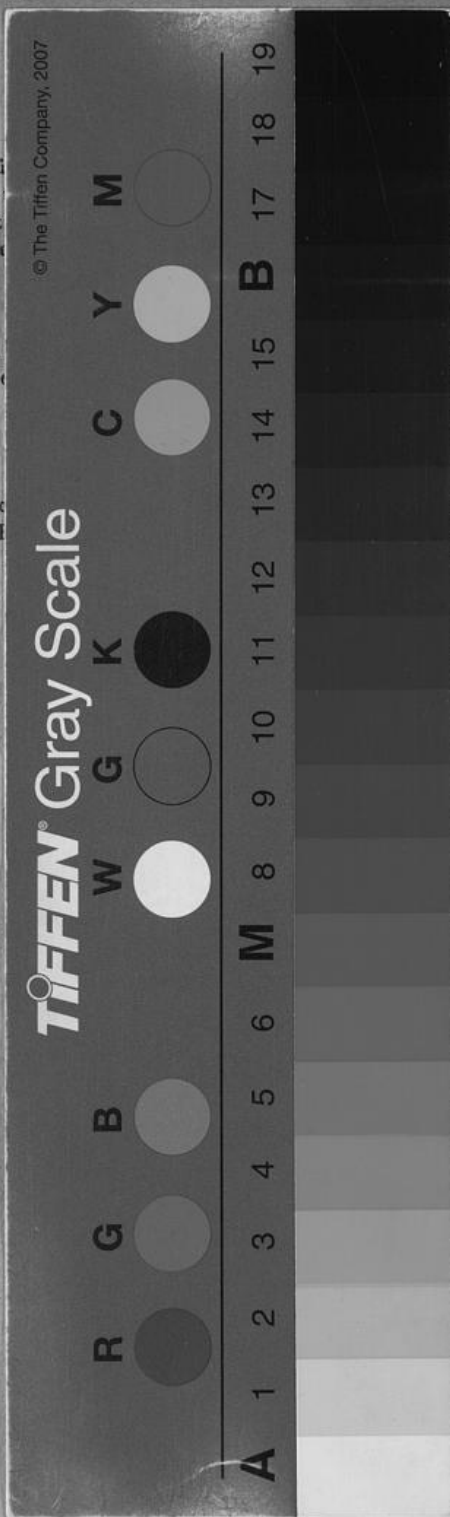 TIFFEN® Gray Scale
© The Tiffen Company, 2007
R G B W G K C Y M
A 1 2 3 4 5 6 M 8 9 10 11 12 13 14 15 B 17 18 19